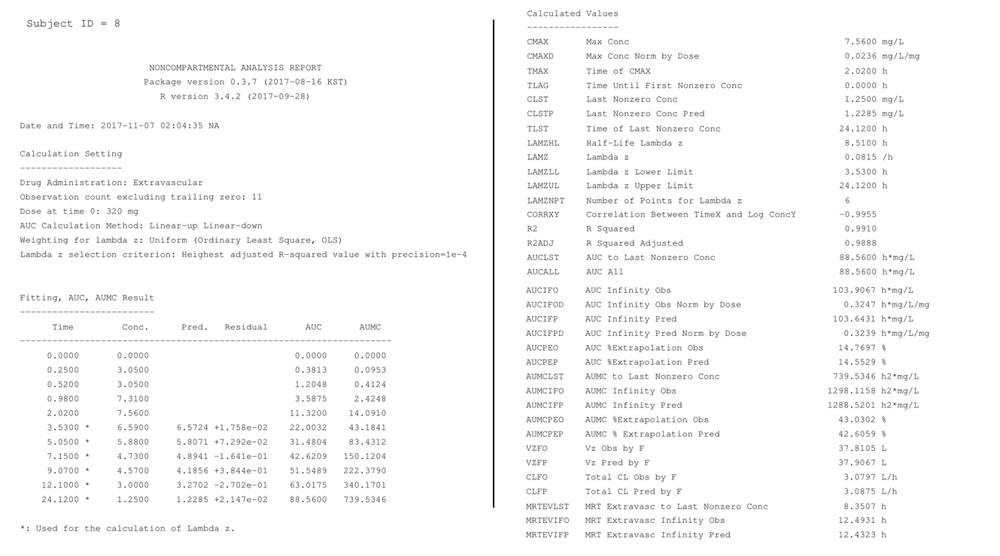 Subject ID = 8
NONCOMPARTMENTAL ANALYSIS REPORT
Package version 0.3.7 (2017-08-16 KST)
R version 3.4.2 (2017-09-28)
Date and Time: 2017-11-07 02:04:35 NA
Calculation Setting
-------------------
Drug Administration: Extravascular
Observation count excluding trailing zero: 11
Dose at time 0: 320 mg
AUC Calculation Method: Linear-up Linear-down
Weighting for lambda z: Uniform (Ordinary Least Square, OLS)
Lambda z selection criterion: Heighest adjusted R-squared value with precision=1e-4
Fitting, AUC, AUMC Result
-------------------------
Time Conc. Pred. Residual AUC AUMC
---------------------------------------------------------------------
0.0000 0.0000 0.0000 0.0000
0.2500 3.0500 0.3813 0.0953
0.5200 3.0500 1.2048 0.4124
0.9800 7.3100 3.5875 2.4248
2.0200 7.5600 11.3200 14.0910
3.5300 * 6.5900 6.5724 +1.758e-02 22.0032 43.1841
5.0500 * 5.8800 5.8071 +7.292e-02 31.4804 83.4312
7.1500 * 4.7300 4.8941 -1.641e-01 42.6209 150.1204
9.0700 * 4.5700 4.1856 +3.844e-01 51.5489 222.3790
12.1000 * 3.0000 3.2702 -2.702e-01 63.0175 340.1701
24.1200 * 1.2500 1.2285 +2.147e-02 88.5600 739.5346
*: Used for the calculation of Lambda z.
Calculated Values
-----------------
CMAX Max Conc 7.5600 mg/L
CMAXD Max Conc Norm by Dose 0.0236 mg/L/mg
TMAX Time of CMAX 2.0200 h
TLAG Time Until First Nonzero Conc 0.0000 h
CLST Last Nonzero Conc 1.2500 mg/L
CLSTP Last Nonzero Conc Pred 1.2285 mg/L
TLST Time of Last Nonzero Conc 24.1200 h
LAMZHL Half-Life Lambda z 8.5100 h
LAMZ Lambda z 0.0815 /h
LAMZLL Lambda z Lower Limit 3.5300 h
LAMZUL Lambda z Upper Limit 24.1200 h
LAMZNPT Number of Points for Lambda z 6
CORRXY Correlation Between TimeX and Log ConcY -0.9955
R2 R Squared 0.9910
R2ADJ R Squared Adjusted 0.9888
AUCLST AUC to Last Nonzero Conc 88.5600 h*mg/L
AUCALL AUC All 88.5600 h*mg/L
AUCIFO AUC Infinity Obs 103.9067 h*mg/L
AUCIFOD AUC Infinity Obs Norm by Dose 0.3247 h*mg/L/mg
AUCIFP AUC Infinity Pred 103.6431 h*mg/L
AUCIFPD AUC Infinity Pred Norm by Dose 0.3239 h*mg/L/mg
AUCPEO AUC %Extrapolation Obs 14.7697 %
AUCPEP AUC %Extrapolation Pred 14.5529 %
AUMCLST AUMC to Last Nonzero Conc 739.5346 h2*mg/L
AUMCIFO AUMC Infinity Obs 1298.1158 h2*mg/L
AUMCIFP AUMC Infinity Pred 1288.5201 h2*mg/L
AUMCPEO AUMC %Extrapolation Obs 43.0302 %
AUMCPEP AUMC % Extrapolation Pred 42.6059 %
VZFO Vz Obs by F 37.8105 L
VZFP Vz Pred by F 37.9067 L
CLFO Total CL Obs by F 3.0797 L/h
CLFP Total CL Pred by F 3.0875 L/h
MRTEVLST MRT Extravasc to Last Nonzero Conc 8.3507 h
MRTEVIFO MRT Extravasc Infinity Obs 12.4931 h
MRTEVIFP MRT Extravasc Infinity Pred 12.4323 h